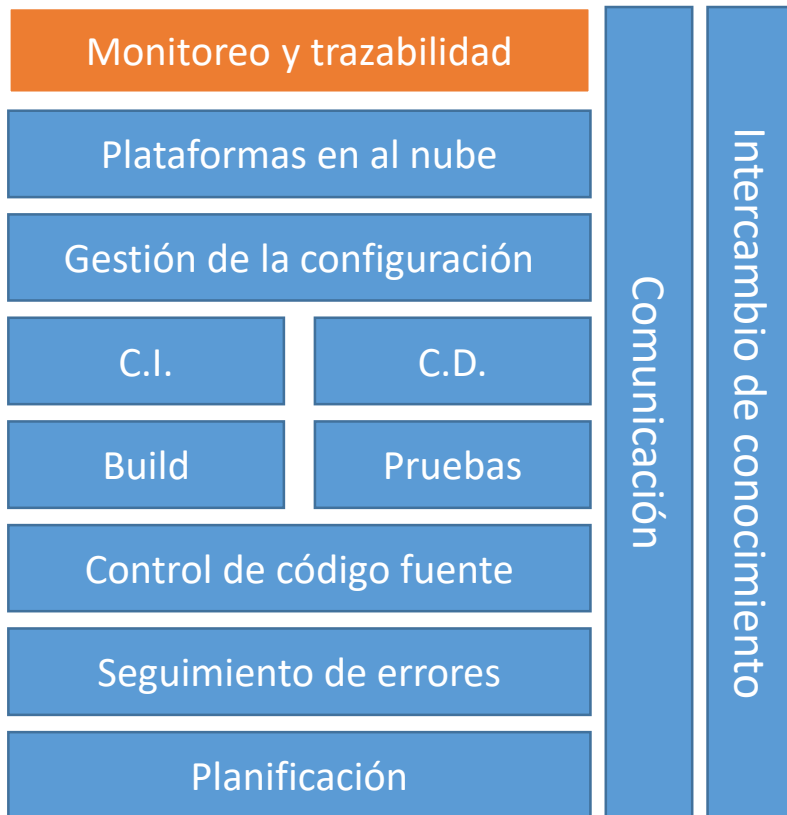 Monitoreo y trazabilidad
Plataformas en al nube
Gestión de la configuración
C.I.
C.D.
Build
Pruebas
Control de código fuente
Seguimiento de errores
Planificación
Comunicación
Intercambio de conocimiento